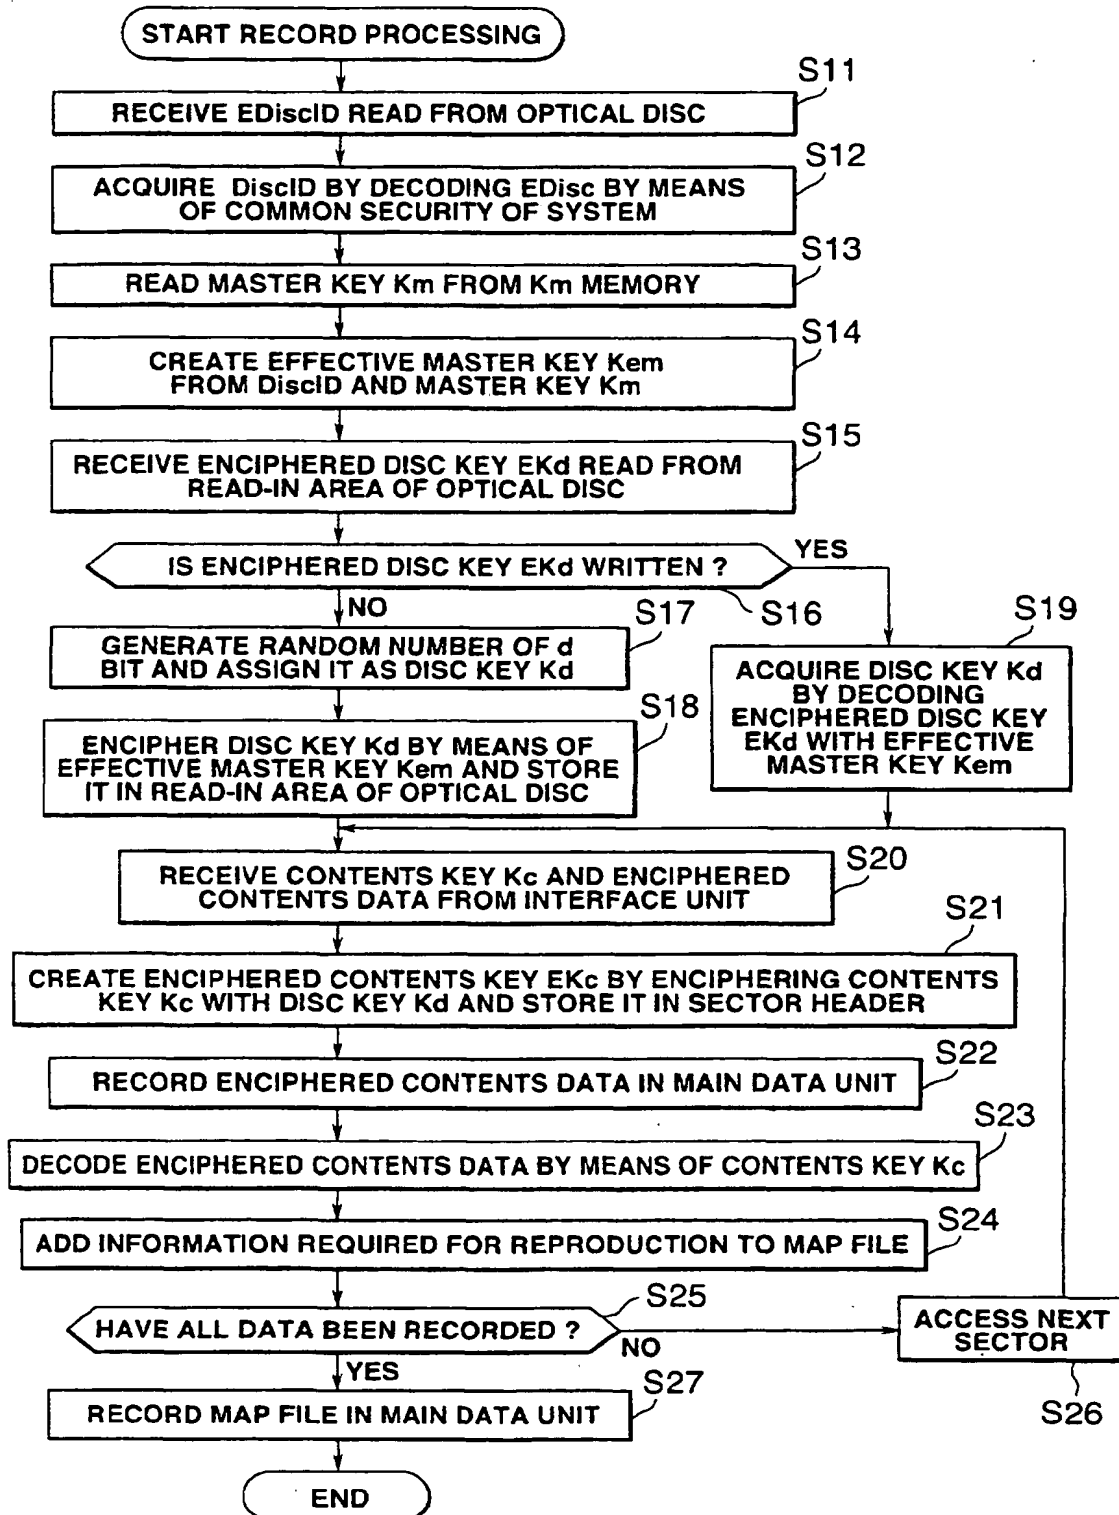 START RECORD PROCESSING
S11
RECEIVE EDiscID READ FROM OPTICAL DISC
S12
ACQUIRE DiscID BY DECODING EDisc BY MEANS
OF COMMON SECURITY OF SYSTEM
S13
READ MASTER KEY Km FROM Km MEMORY
S14
CREATE EFFECTIVE MASTER KEY Kem
FROM DiscID AND MASTER KEY Km
S15
RECEIVE ENCIPHERED DISC KEY EKd READ FROM
READ-IN AREA OF OPTICAL DISC
IS ENCIPHERED DISC KEY EKd WRITTEN ?
YES
NO
S16
S17
GENERATE RANDOM NUMBER OF d
BIT AND ASSIGN IT AS DISC KEY Kd
S19
ACQUIRE DISC KEY Kd
BY DECODING
ENCIPHERED DISC KEY
EKd WITH EFFECTIVE
MASTER KEY Kem
S18
ENCIPHER DISC KEY Kd BY MEANS OF
EFFECTIVE MASTER KEY Kem AND STORE
IT IN READ-IN AREA OF OPTICAL DISC
S20
RECEIVE CONTENTS KEY Kc AND ENCIPHERED
CONTENTS DATA FROM INTERFACE UNIT
S21
CREATE ENCIPHERED CONTENTS KEY EKc BY ENCIPHERING CONTENTS
KEY Kc WITH DISC KEY Kd AND STORE IT IN SECTOR HEADER
S22
RECORD ENCIPHERED CONTENTS DATA IN MAIN DATA UNIT
S23
DECODE ENCIPHERED CONTENTS DATA BY MEANS OF CONTENTS KEY Kc
S24
ADD INFORMATION REQUIRED FOR REPRODUCTION TO MAP FILE
S25
HAVE ALL DATA BEEN RECORDED ?
NO
YES
ACCESS NEXT
SECTOR
S26
S27
RECORD MAP FILE IN MAIN DATA UNIT
END